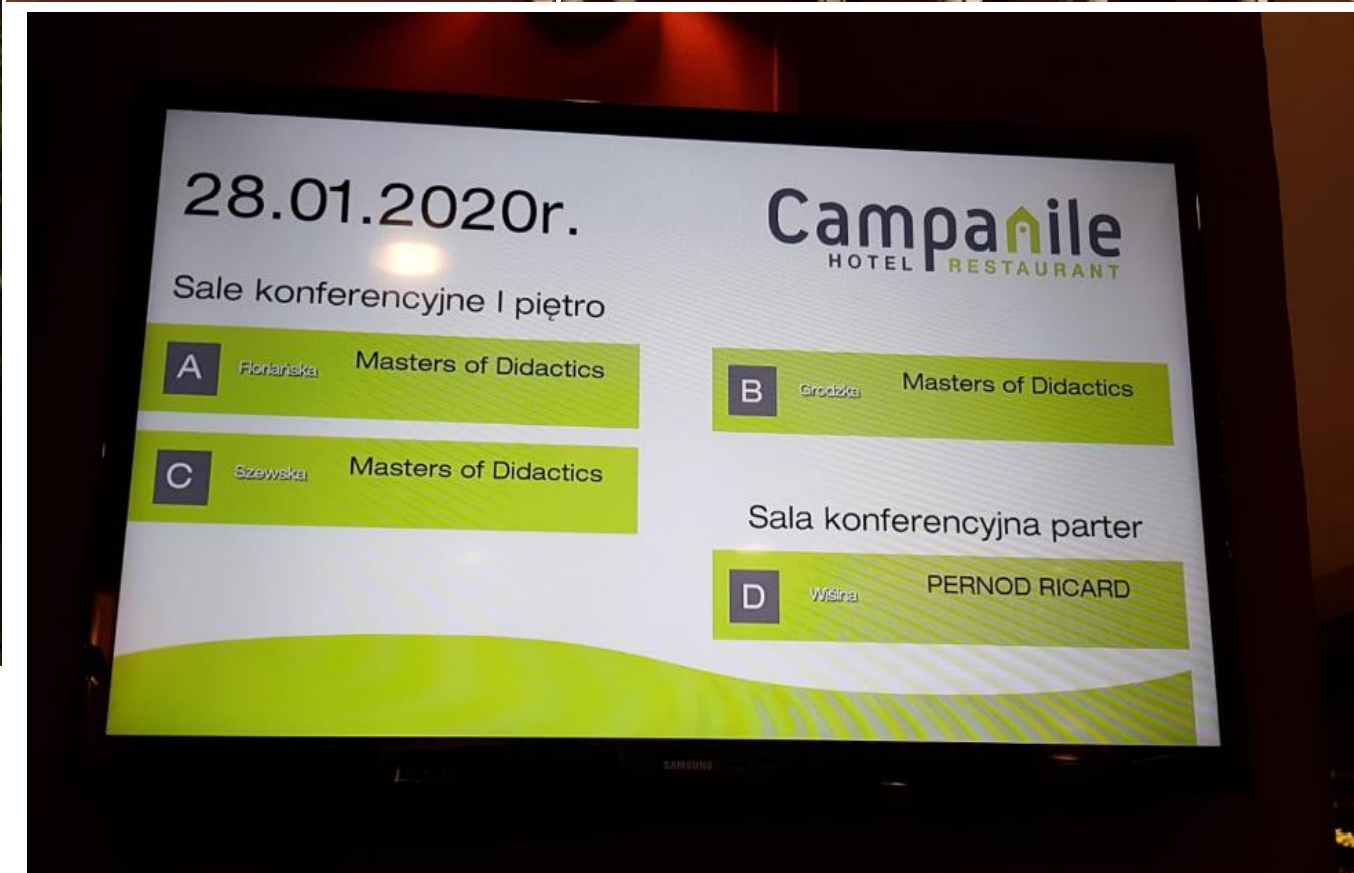 28.01.2020r.
Campanile
HOTEL RESTAURANT
Sale konferencyjne I piętro
A Floriańska Masters of Didactics
B Grodzka Masters of Didactics
C Szewska Masters of Didactics
Sala konferencyjna parter
D Wiślna PERNOD RICARD
SAMSUNG